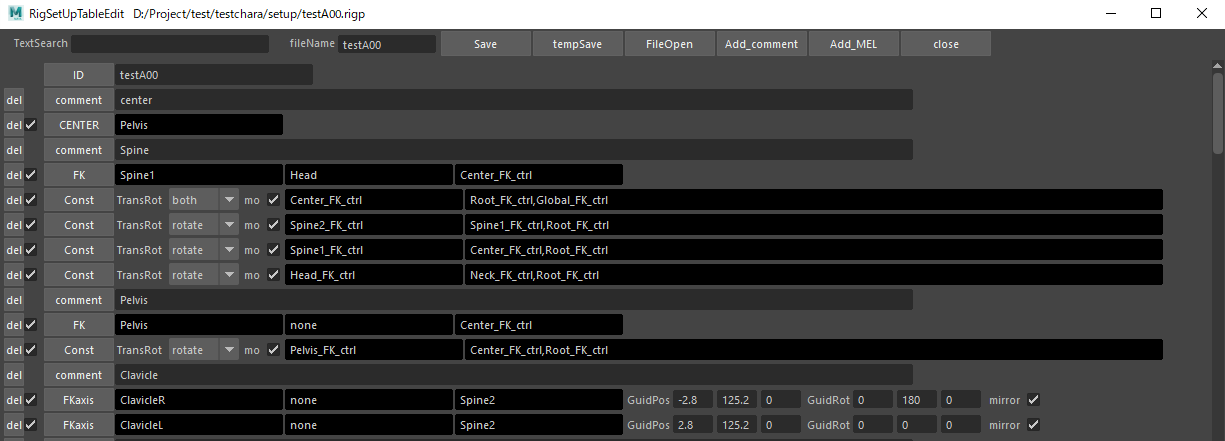 RigSetUpTableEdit D:/Project/test/testchara/setup/testA00.rigp
TextSearch fileName testA00 Save tempSave FileOpen Add_comment Add_MEL close
ID testA00
del comment center
del CENTER Pelvis
del comment Spine
del FK Spine1 Head Center_FK_ctrl
del Const TransRot both mo Center_FK_ctrl Root_FK_ctrl,Global_FK_ctrl
del Const TransRot rotate mo Spine2_FK_ctrl Spine1_FK_ctrl,Root_FK_ctrl
del Const TransRot rotate mo Spine1_FK_ctrl Center_FK_ctrl,Root_FK_ctrl
del Const TransRot rotate mo Head_FK_ctrl Neck_FK_ctrl,Root_FK_ctrl
del comment Pelvis
del FK Pelvis none Center_FK_ctrl
del Const TransRot rotate mo Pelvis_FK_ctrl Center_FK_ctrl,Root_FK_ctrl
del comment Clavicle
del FKaxis ClavicleR none Spine2 GuidPos -2.8 125.2 0 GuidRot 0 180 0 mirror
del FKaxis ClavicleL none Spine2 GuidPos 2.8 125.2 0 GuidRot 0 0 0 mirror